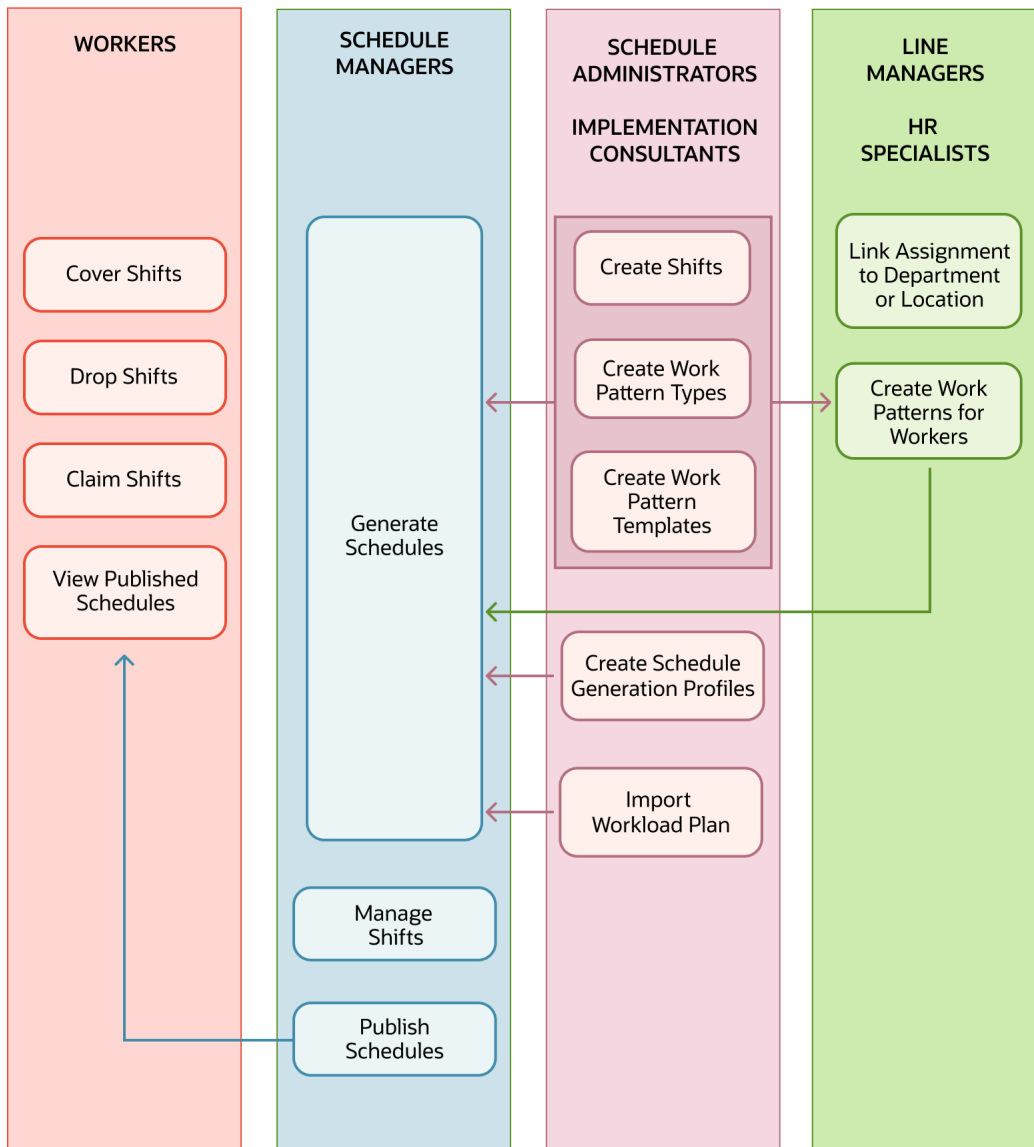 WORKERS
Cover Shifts
Drop Shifts
Claim Shifts
View Published
Schedules
SCHEDULE
MANAGERS
Generate
Schedules
Manage
Shifts
Publish
Schedules
SCHEDULE
ADMINISTRATORS
IMPLEMENTATION
CONSULTANTS
Create Shifts
Create Work
Pattern Types
Create Work
Pattern
Templates
Create Schedule
Generation Profiles
Import
Workload Plan
LINE
MANAGERS
HR
SPECIALISTS
Link Assignment
to Department
or Location
Create Work
Patterns for
Workers